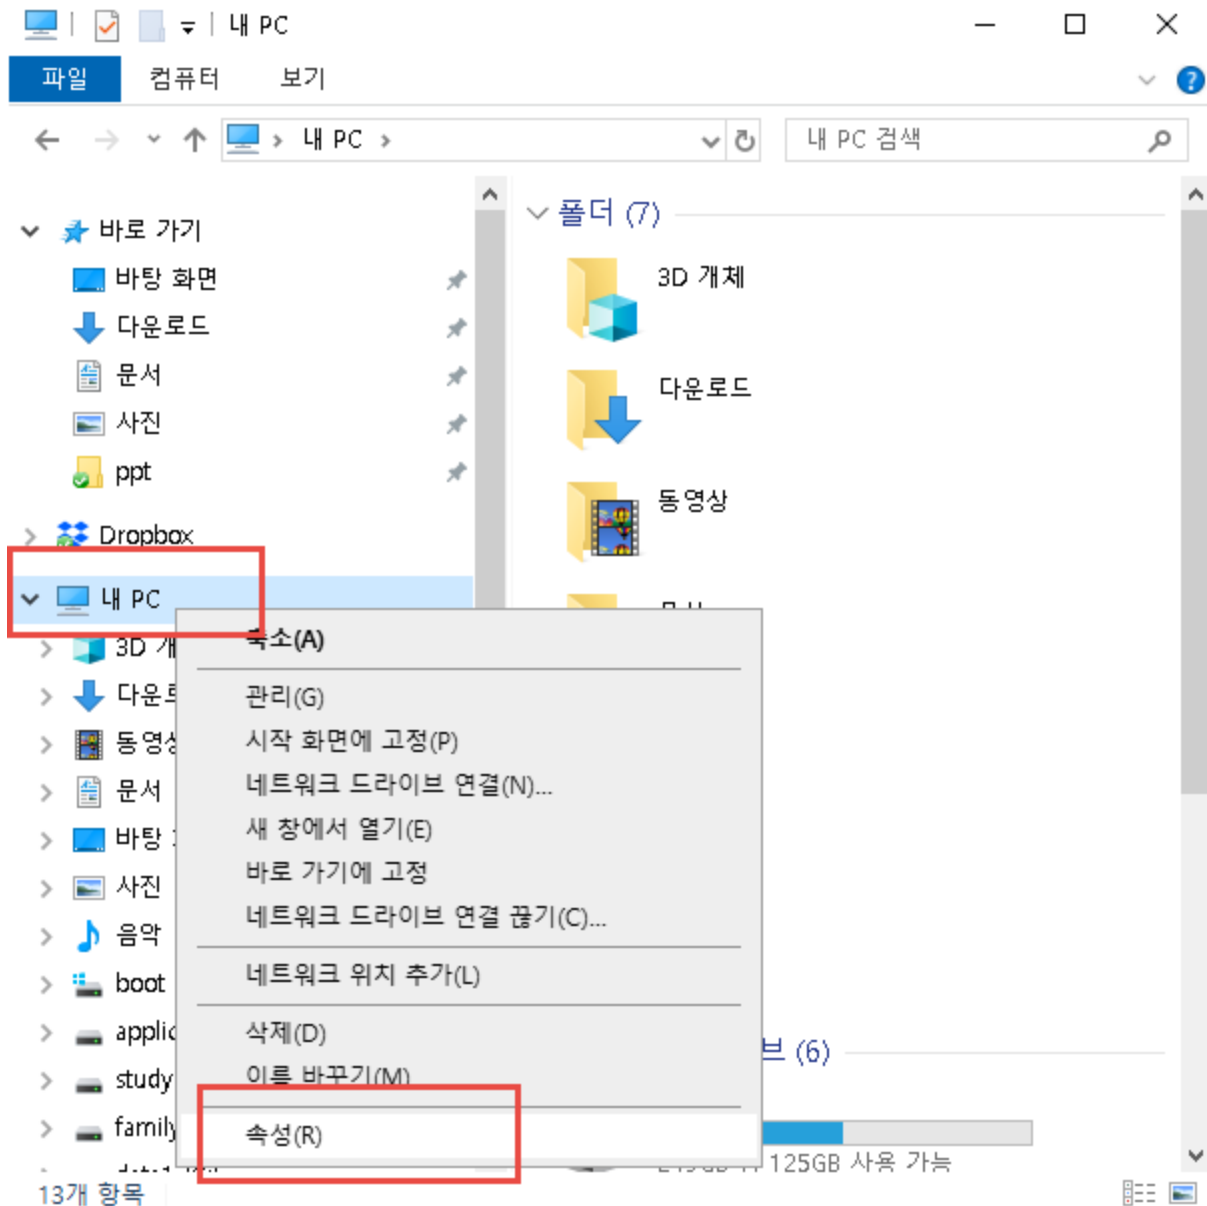 내 PC
파일 컴퓨터 보기
내 PC
내 PC 검색
바로 가기
바탕 화면
다운로드
문서
사진
ppt
Dropbox
내 PC
3D 개
다운로
동영상
문서
바탕
사진
음악
boot
applic
study
family
13개 항목
폴더 (7)
3D 개체
다운로드
동영상
문서
축소(A)
관리(G)
시작 화면에 고정(P)
네트워크 드라이브 연결(N)...
새 창에서 열기(E)
바로 가기에 고정
네트워크 드라이브 연결 끊기(C)...
네트워크 위치 추가(L)
삭제(D)
이름 바꾸기(M)
속성(R)
브 (6)
125GB 사용 가능